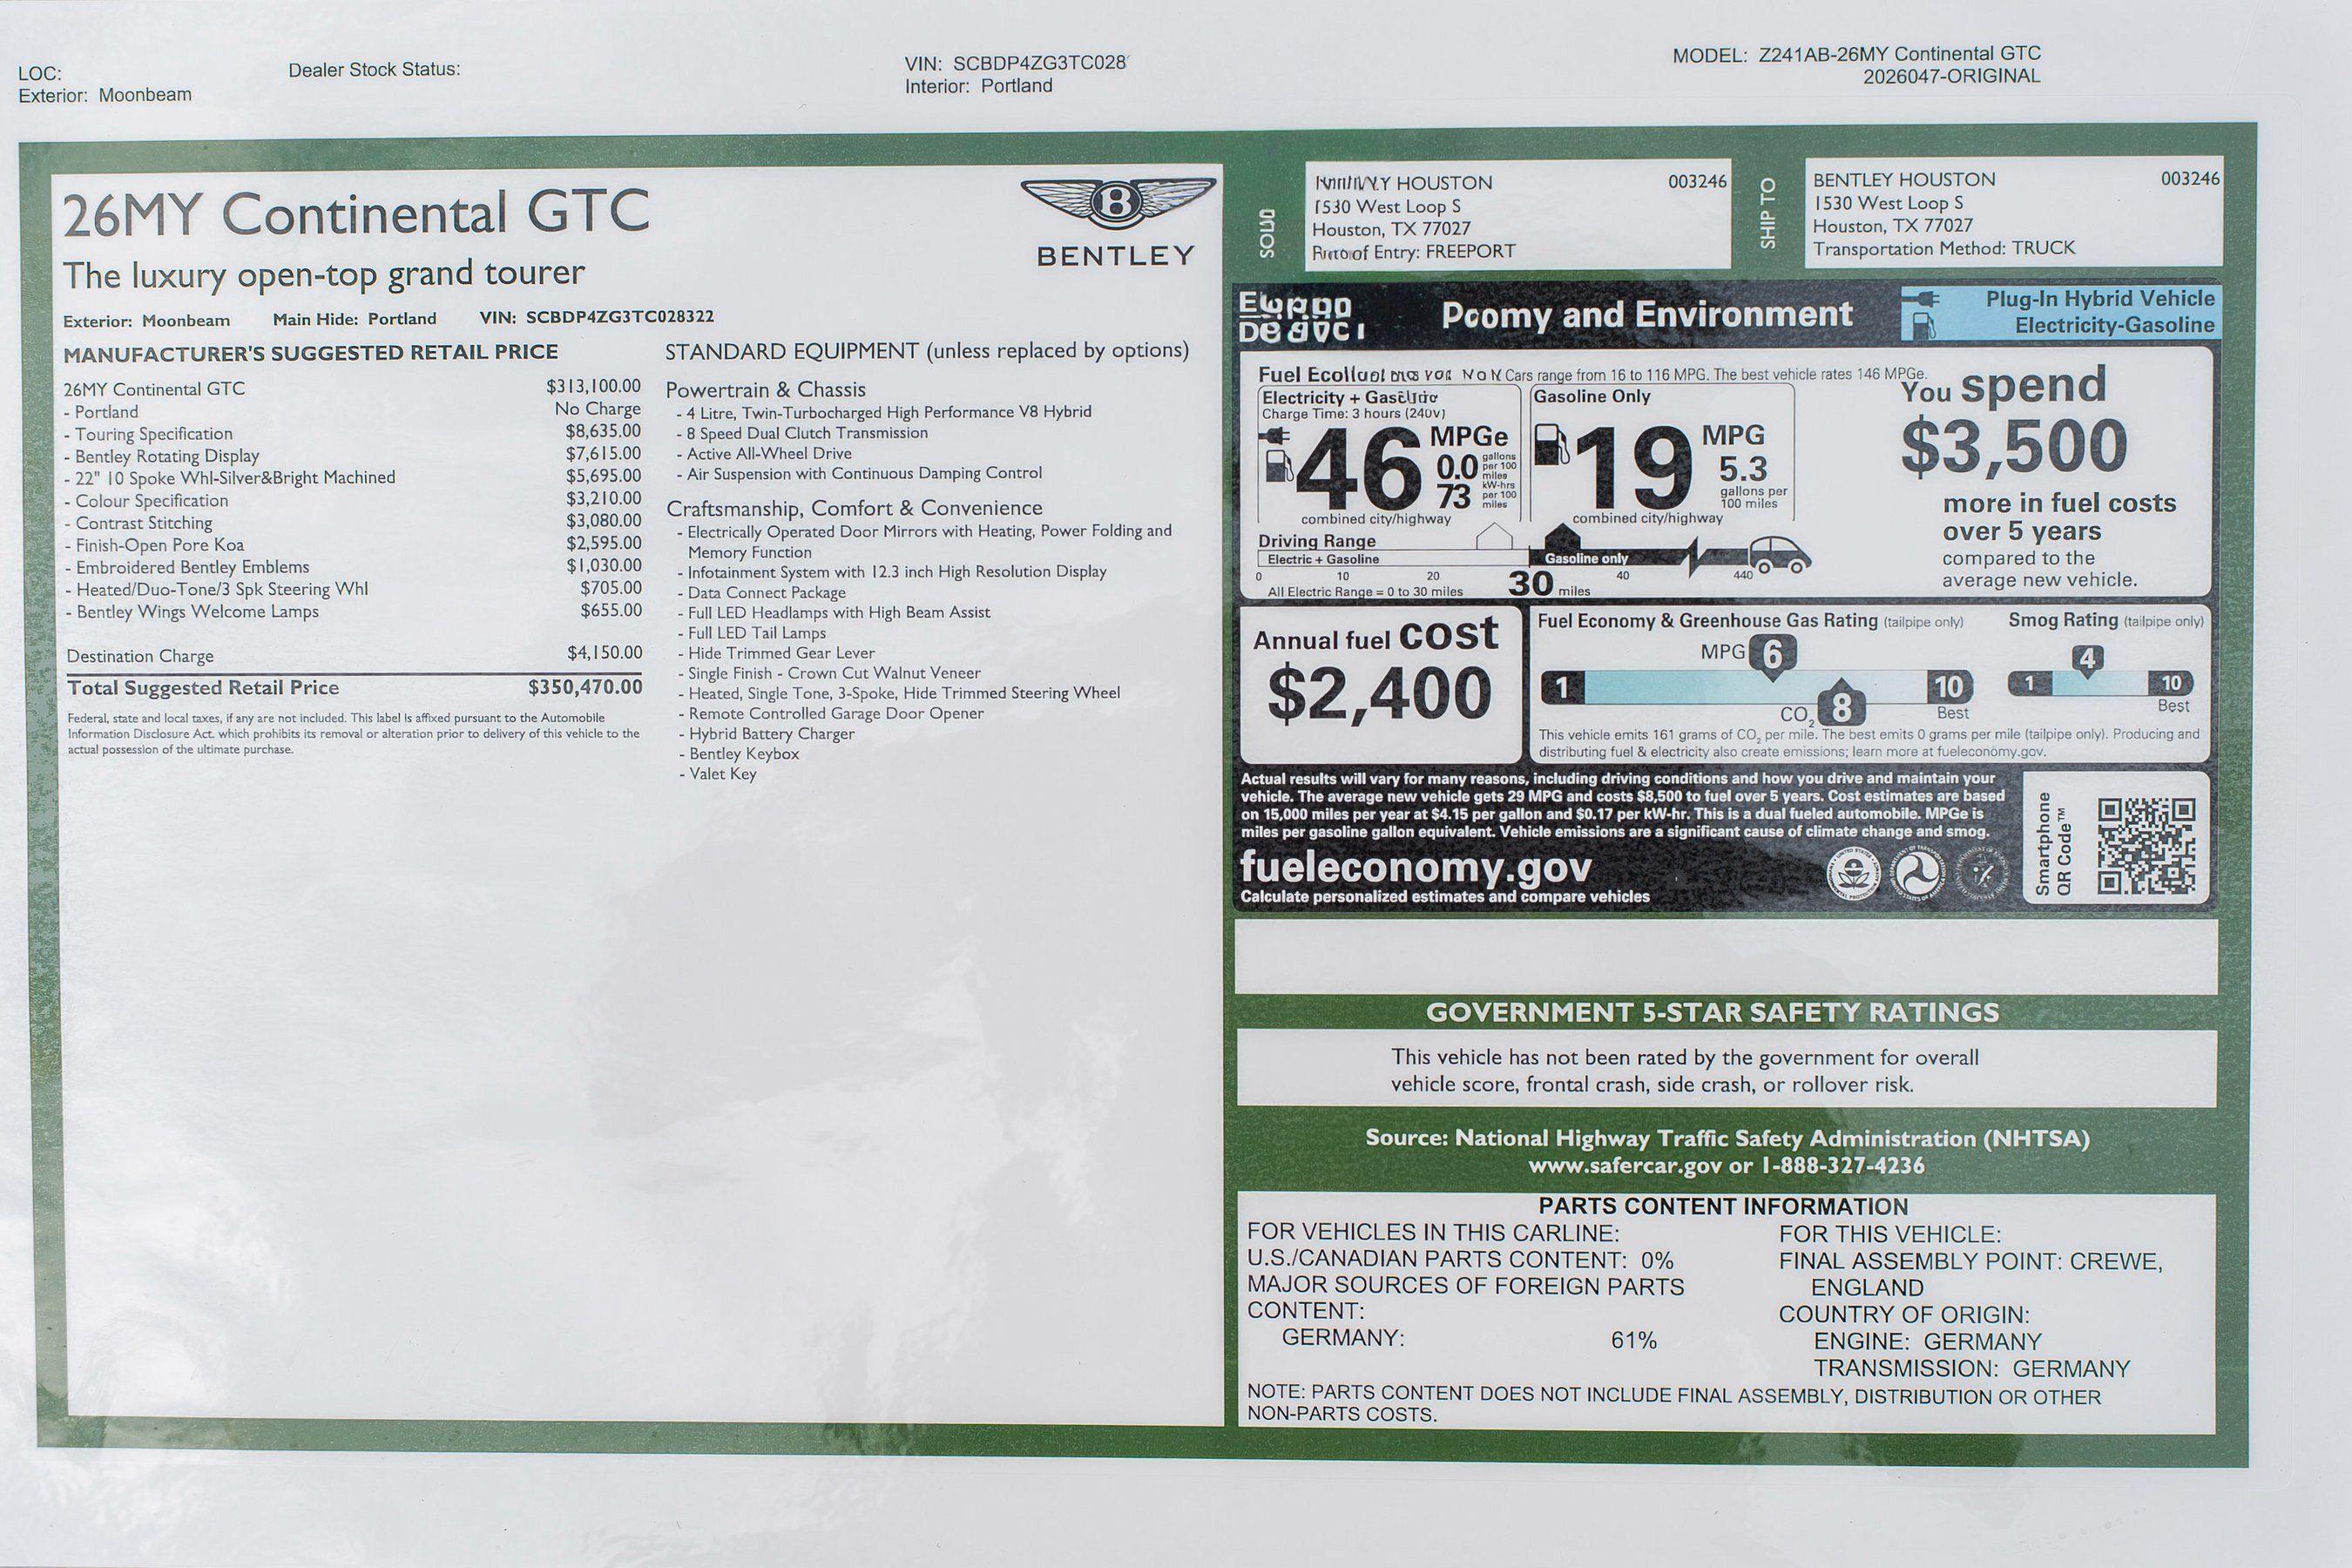 LOC:
Exterior: Moonbeam
Dealer Stock Status:
VIN: SCBDP4ZG3TC028
Interior: Portland
MODEL: Z241AB-26MY Continental GTC
2026047-ORIGINAL
26MY Continental GTC
The luxury open-top grand tourer
BENTLEY
Exterior: Moonbeam Main Hide: Portland VIN: SCBDP4ZG3TC028322
MANUFACTURER'S SUGGESTED RETAIL PRICE
26MY Continental GTC $313,100.00
- Portland No Charge
- Touring Specification $8,635.00
- Bentley Rotating Display $7,615.00
- 22" 10 Spoke Whl-Silver&Bright Machined $5,695.00
- Colour Specification $3,210.00
- Contrast Stitching $3,080.00
- Finish-Open Pore Koa $2,595.00
- Embroidered Bentley Emblems $1,030.00
- Heated/Duo-Tone/3 Spk Steering Whl $705.00
- Bentley Wings Welcome Lamps $655.00
Destination Charge $4,150.00
Total Suggested Retail Price $350,470.00
Federal, state and local taxes, if any are not included. This label is affixed pursuant to the Automobile
Information Disclosure Act. which prohibits its removal or alteration prior to delivery of this vehicle to the
actual possession of the ultimate purchase.
STANDARD EQUIPMENT (unless replaced by options)
Powertrain & Chassis
- 4 Litre, Twin-Turbocharged High Performance V8 Hybrid
- 8 Speed Dual Clutch Transmission
- Active All-Wheel Drive
- Air Suspension with Continuous Damping Control
Craftsmanship, Comfort & Convenience
- Electrically Operated Door Mirrors with Heating, Power Folding and
Memory Function
- Infotainment System with 12.3 inch High Resolution Display
- Data Connect Package
- Full LED Headlamps with High Beam Assist
- Full LED Tail Lamps
- Hide Trimmed Gear Lever
- Single Finish - Crown Cut Walnut Veneer
- Heated, Single Tone, 3-Spoke, Hide Trimmed Steering Wheel
- Remote Controlled Garage Door Opener
- Hybrid Battery Charger
- Bentley Keybox
- Valet Key
SOLD
HOUSTON 003246
1530 West Loop S
Houston, TX 77027
of Entry: FREEPORT
SHIP TO
BENTLEY HOUSTON 003246
1530 West Loop S
Houston, TX 77027
Transportation Method: TRUCK
and Environment
Plug-In Hybrid Vehicle
Electricity-Gasoline
Fuel Cars range from 16 to 116 MPG. The best vehicle rates 146 MPGe.
Electricity +
Charge Time: 3 hours (240v)
46 MPGe
0.0 gallons per 100 miles
73 kW-hrs per 100 miles
combined city/highway
Gasoline Only
19 MPG
5.3
gallons per
100 miles
combined city/highway
Driving Range
Electric + Gasoline
Gasoline only
0 10 20 30 miles 40 440
All Electric Range = 0 to 30 miles
You spend
$3,500
more in fuel costs
over 5 years
compared to the
average new vehicle.
Annual fuel cost
$2,400
Fuel Economy & Greenhouse Gas Rating (tailpipe only)
MPG 6
1
10
Best
CO2 8
Smog Rating (tailpipe only)
4
1
10
Best
This vehicle emits 161 grams of CO2 per mile. The best emits 0 grams per mile (tailpipe only). Producing and
distributing fuel & electricity also create emissions; learn more at fueleconomy.gov.
Actual results will vary for many reasons, including driving conditions and how you drive and maintain your
vehicle. The average new vehicle gets 29 MPG and costs $8,500 to fuel over 5 years. Cost estimates are based
on 15,000 miles per year at $4.15 per gallon and $0.17 per kW-hr. This is a dual fueled automobile. MPGe is
miles per gasoline gallon equivalent. Vehicle emissions are a significant cause of climate change and smog.
fueleconomy.gov
Calculate personalized estimates and compare vehicles
Smartphone
QR Code™
GOVERNMENT 5-STAR SAFETY RATINGS
This vehicle has not been rated by the government for overall
vehicle score, frontal crash, side crash, or rollover risk.
Source: National Highway Traffic Safety Administration (NHTSA)
www.safercar.gov or 1-888-327-4236
PARTS CONTENT INFORMATION
FOR VEHICLES IN THIS CARLINE:
U.S./CANADIAN PARTS CONTENT: 0%
MAJOR SOURCES OF FOREIGN PARTS
CONTENT:
GERMANY: 61%
FOR THIS VEHICLE:
FINAL ASSEMBLY POINT: CREWE,
ENGLAND
COUNTRY OF ORIGIN:
ENGINE: GERMANY
TRANSMISSION: GERMANY
NOTE: PARTS CONTENT DOES NOT INCLUDE FINAL ASSEMBLY, DISTRIBUTION OR OTHER
NON-PARTS COSTS.